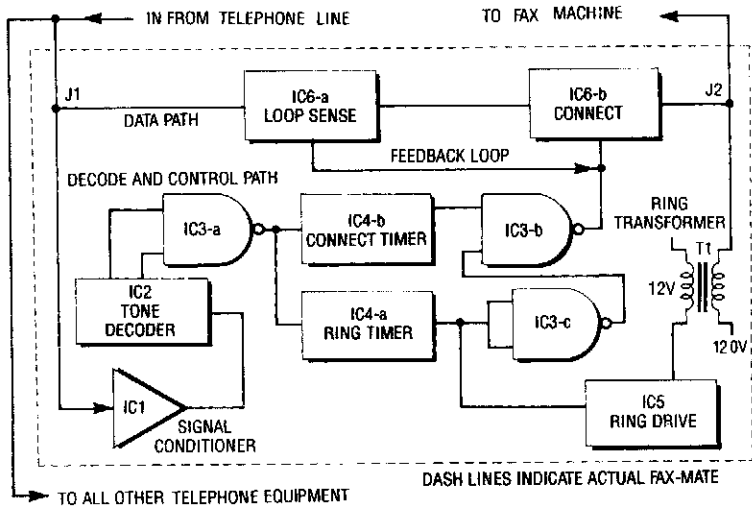 IN FROM TELEPHONE LINE
TO FAX MACHINE
J1
IC6-a
LOOP SENSE
IC6-b
CONNECT
J2
DATA PATH
FEEDBACK LOOP
DECODE AND CONTROL PATH
RING
TRANSFORMER
T1
IC3-a
IC4-b
CONNECT TIMER
IC3-b
IC2
TONE
DECODER
IC4-a
RING TIMER
IC3-c
12V
120V
IC1
SIGNAL
CONDITIONER
IC5
RING DRIVE
DASH LINES INDICATE ACTUAL FAX-MATE
TO ALL OTHER TELEPHONE EQUIPMENT